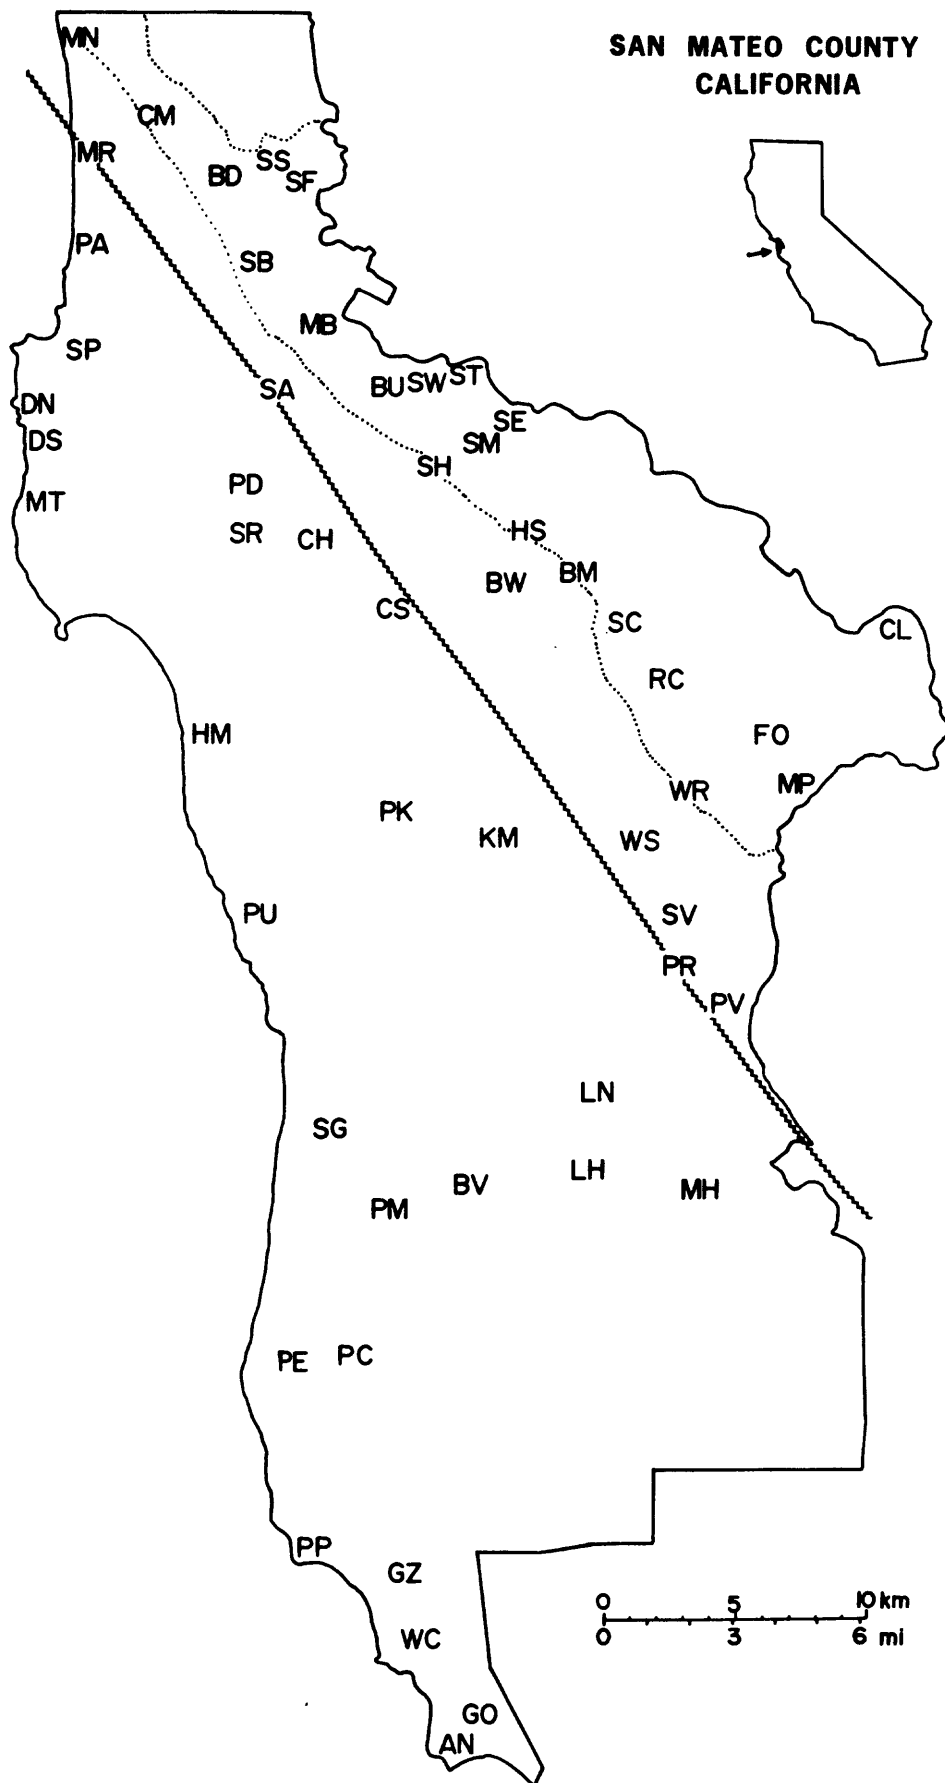 SAN MATEO COUNTY
CALIFORNIA
MN
CM
MR
SS
BD
SF
PA
SB
MB
SP
SA
BU
SW
ST
DN
SE
DS
SM
SH
PD
MT
SR
CH
HS
BW
BM
CS
SC
CL
RC
HM
FO
WR
MP
PK
KM
WS
PU
SV
PR
PV
LN
SG
LH
BV
MH
PM
PE
PC
PP
GZ
0 5 10 km
0 3 6 mi
WC
GO
AN